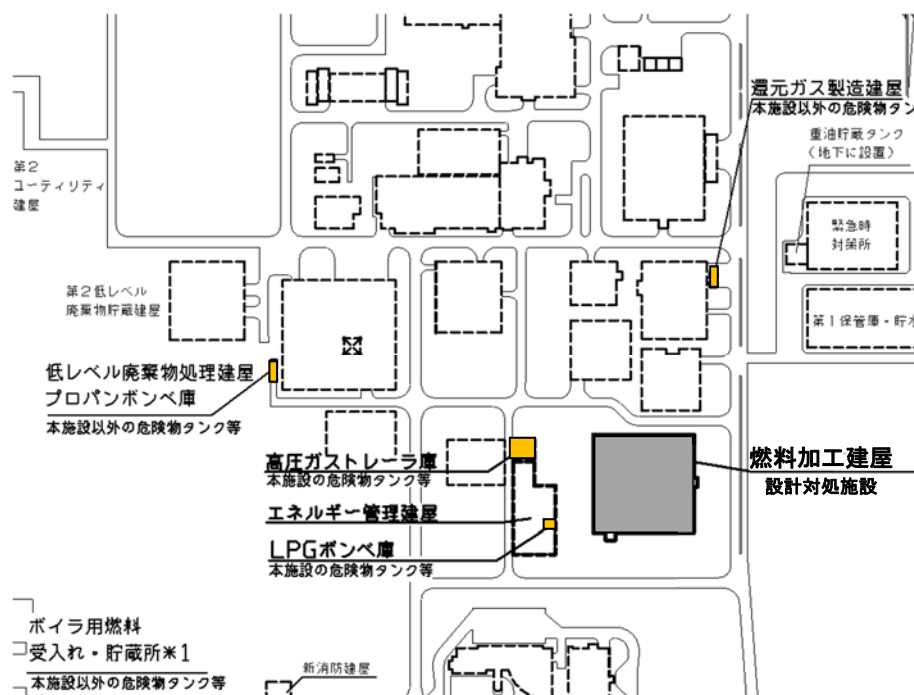 還元ガス製造建屋
本施設以外の危険物タン
重油貯蔵タンク
（地下に設置）
第2
ユーティリティ
建屋
緊急時
対策所
第2低レベル
廃棄物貯蔵建屋
第1保管庫・貯水
低レベル廃棄物処理建屋
プロパンボンベ庫
本施設以外の危険物タンク等
高圧ガストレーラ庫
本施設の危険物タンク等
燃料加工建屋
設計対処施設
エネルギー管理建屋
LPGボンベ庫
本施設の危険物タンク等
ボイラ用燃料
受入れ・貯蔵所※1
本施設以外の危険物タンク等
新消防建屋